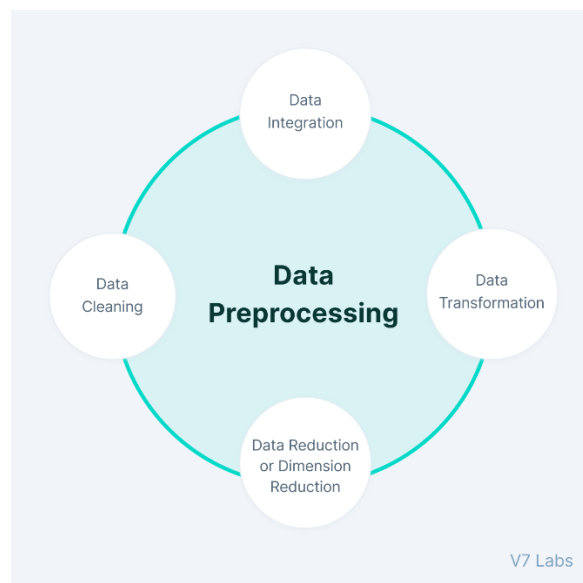 Data
Integration
Data
Cleaning
Data
Preprocessing
Data
Transformation
Data Reduction
or Dimension
Reduction
V7 Labs